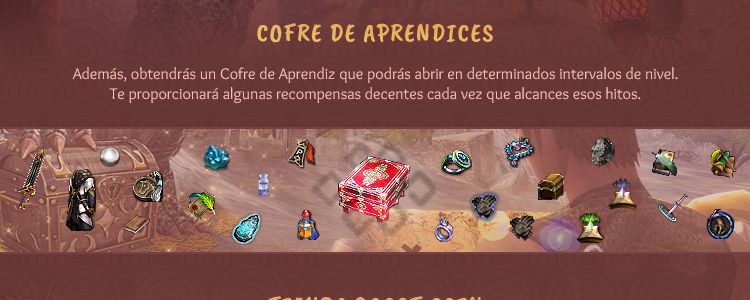 COFRE DE APRENDICES
Además, obtendrás un Cofre de Aprendiz que podrás abrir en determinados intervalos de nivel.
Te proporcionará algunas recompensas decentes cada vez que alcances esos hitos.